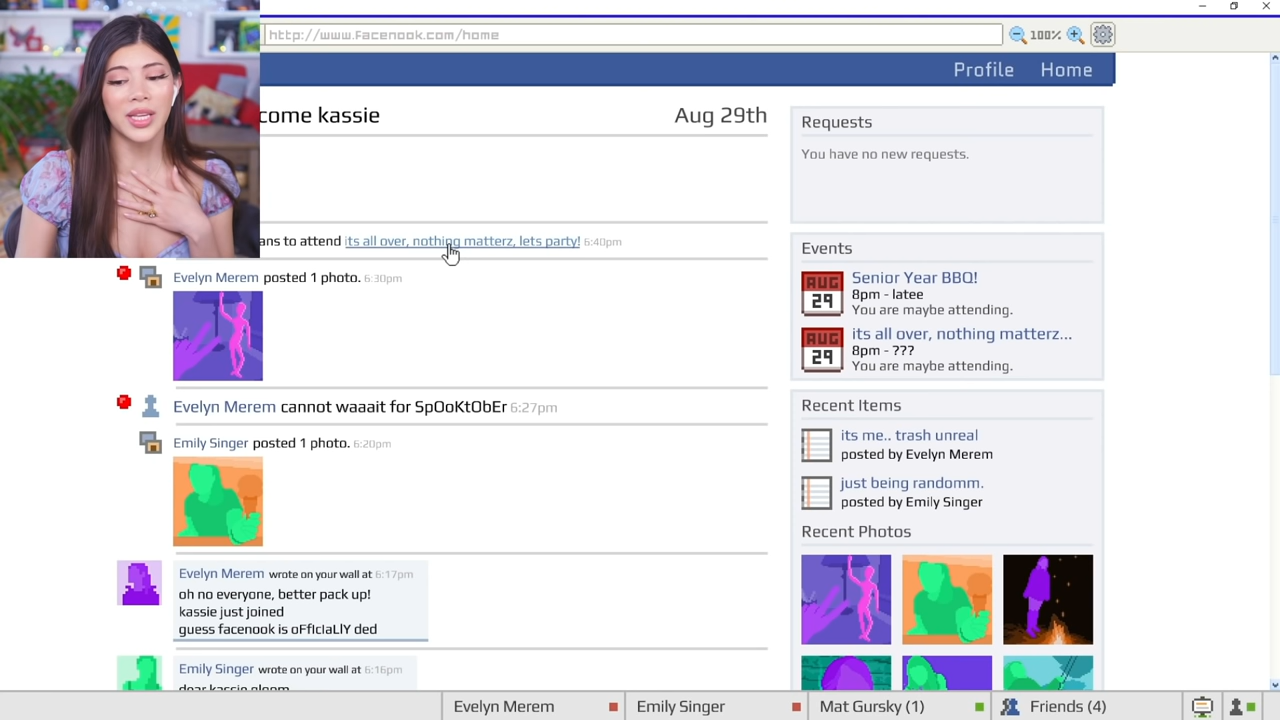 http://www.facenook.com/home
100%
Profile Home
come kassie
Aug 29th
ans to attend its all over, nothing matterz, lets party! 6:40pm
Evelyn Merem posted 1 photo. 6:30pm
Evelyn Merem cannot waaait for SpOoKtObEr 6:27pm
Emily Singer posted 1 photo. 6:20pm
Evelyn Merem wrote on your wall at 6:17pm
oh no everyone, better pack up!
kassie just joined
guess facenook is oFfIcIaLlY ded
Emily Singer wrote on your wall at 6:16pm
dear kassie gloom
Requests
You have no new requests.
Events
AUG
29
Senior Year BBQ!
8pm - latee
You are maybe attending.
AUG
29
its all over, nothing matterz...
8pm - ???
You are maybe attending.
Recent Items
its me.. trash unreal
posted by Evelyn Merem
just being randomm.
posted by Emily Singer
Recent Photos
Evelyn Merem
Emily Singer
Mat Gursky (1)
Friends (4)